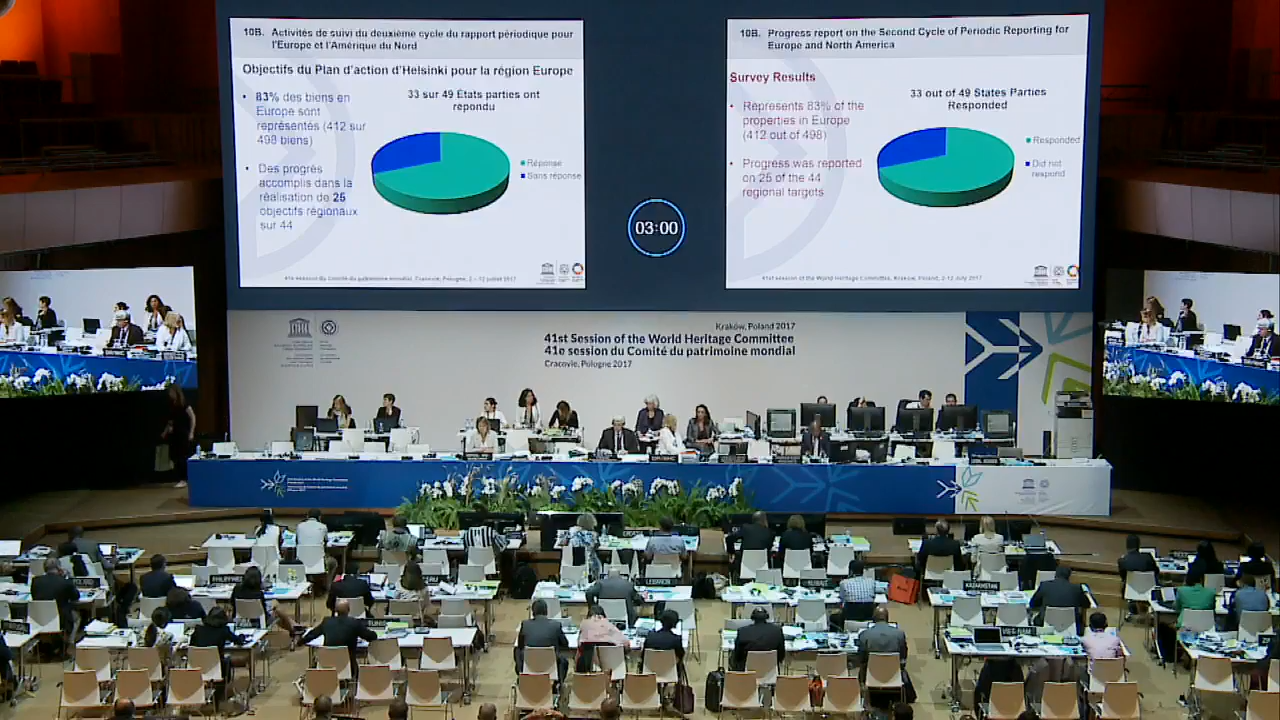 10B. Activités de suivi du deuxième cycle du rapport périodique pour
l'Europe et l'Amérique du Nord
Objectifs du Plan d'action d'Helsinki pour la région Europe
• 83% des biens en
Europe sont
représentés (412 sur
498 biens)
• Des progrès
accomplis dans la
réalisation de 25
objectifs régionaux
sur 44
33 sur 49 États parties ont
répondu
Réponse
Sans réponse
41e session du Comité du patrimoine mondial, Cracovie, Pologne, 2 – 12 juillet 2017
03:00
10B. Progress report on the Second Cycle of Periodic Reporting for
Europe and North America
Survey Results
• Represents 83% of the
properties in Europe
(412 out of 498)
• Progress was reported
on 25 of the 44
regional targets
33 out of 49 States Parties
Responded
Responded
Did not
respond
41st session of the World Heritage Committee, Krakow, Poland, 2-12 July 2017
Kraków, Poland 2017
41st Session of the World Heritage Committee
41e session du Comité du patrimoine mondial
Cracovie, Pologne 2017
PHILIPPINES
LEBANON
KAZAKHSTAN
VIET NAM